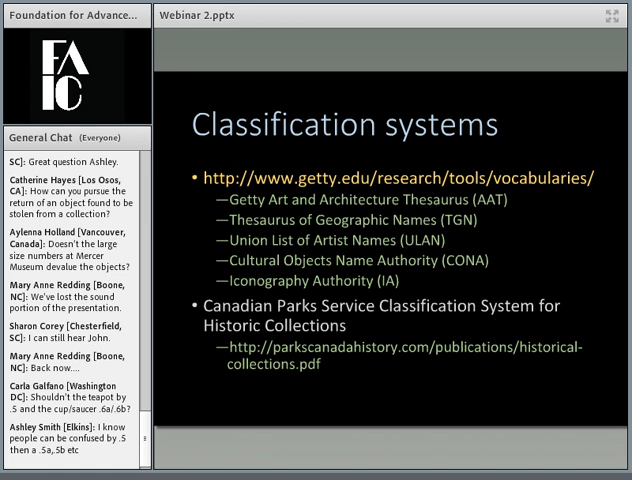 Foundation for Advance...
FA
IC
General Chat (Everyone)
SC]: Great question Ashley.
Catherine Hayes [Los Osos,
CA]: How can you pursue the
return of an object found to be
stolen from a collection?
Aylenna Holland [Vancouver,
Canada]: Doesn't the large
size numbers at Mercer
Museum devalue the objects?
Mary Anne Redding [Boone,
NC]: We've lost the sound
portion of the presentation.
Sharon Corey [Chesterfield,
SC]: I can still hear John.
Mary Anne Redding [Boone,
NC]: Back now....
Carla Galfano [Washington
DC]: Shouldn't the teapot by
.5 and the cup/saucer .6a/.6b?
Ashley Smith [Elkins]: I know
people can be confused by .5
then a .5a,.5b etc
Webinar 2.pptx
Classification systems
• http://www.getty.edu/research/tools/vocabularies/
—Getty Art and Architecture Thesaurus (AAT)
—Thesaurus of Geographic Names (TGN)
—Union List of Artist Names (ULAN)
—Cultural Objects Name Authority (CONA)
—Iconography Authority (IA)
• Canadian Parks Service Classification System for
Historic Collections
—http://parkscanadahistory.com/publications/historical-
collections.pdf